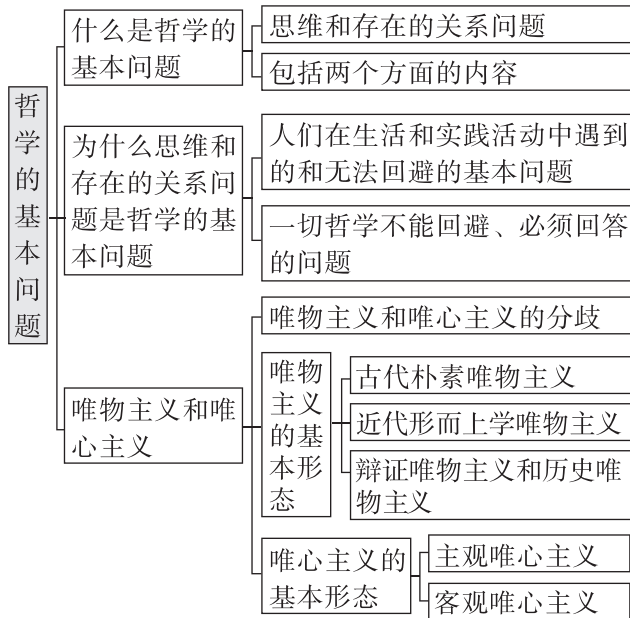 哲学的基本问题
什么是哲学的
基本问题
思维和存在的关系问题
包括两个方面的内容
为什么思维和
存在的关系问
题是哲学的基
本问题
人们在生活和实践活动中遇到
的和无法回避的基本问题
一切哲学不能回避、必须回答
的问题
唯物主义和唯
心主义
唯物主义和唯心主义的分歧
唯物
主义
的基
本形
态
古代朴素唯物主义
近代形而上学唯物主义
辩证唯物主义和历史唯
物主义
唯心主义的
基本形态
主观唯心主义
客观唯心主义